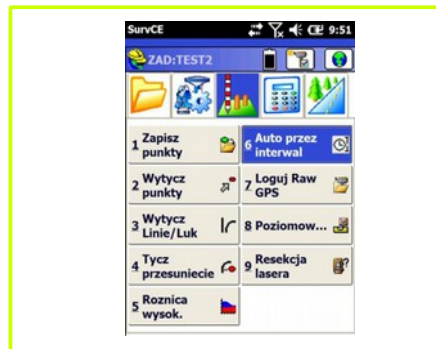 SurvCE 9:51
ZAD:TEST2
1 Zapisz punkty
6 Auto przez interwal
2 Wytycz punkty
7 Loguj Raw GPS
3 Wytycz Linie/Luk
8 Poziomow...
4 Tycz przesuniecie
9 Resekcja lasera
5 Roznica wysok.